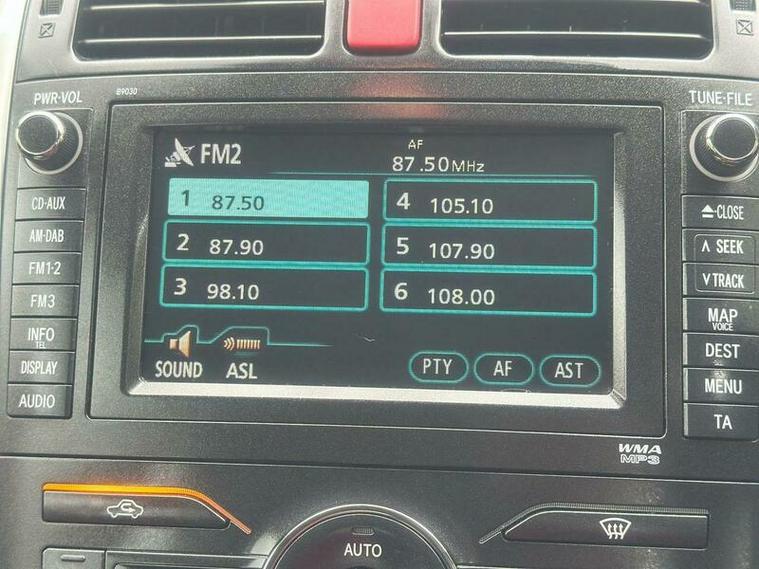 PWR·VOL
B9030
TUNE·FILE
FM2
AF
87.50MHz
1 87.50
4 105.10
2 87.90
5 107.90
3 98.10
6 108.00
SOUND
ASL
PTY
AF
AST
CD·AUX
AM·DAB
FM1·2
FM3
INFO
TEL
DISPLAY
AUDIO
CLOSE
SEEK
TRACK
MAP
VOICE
DEST
MENU
TA
WMA
MP3
AUTO